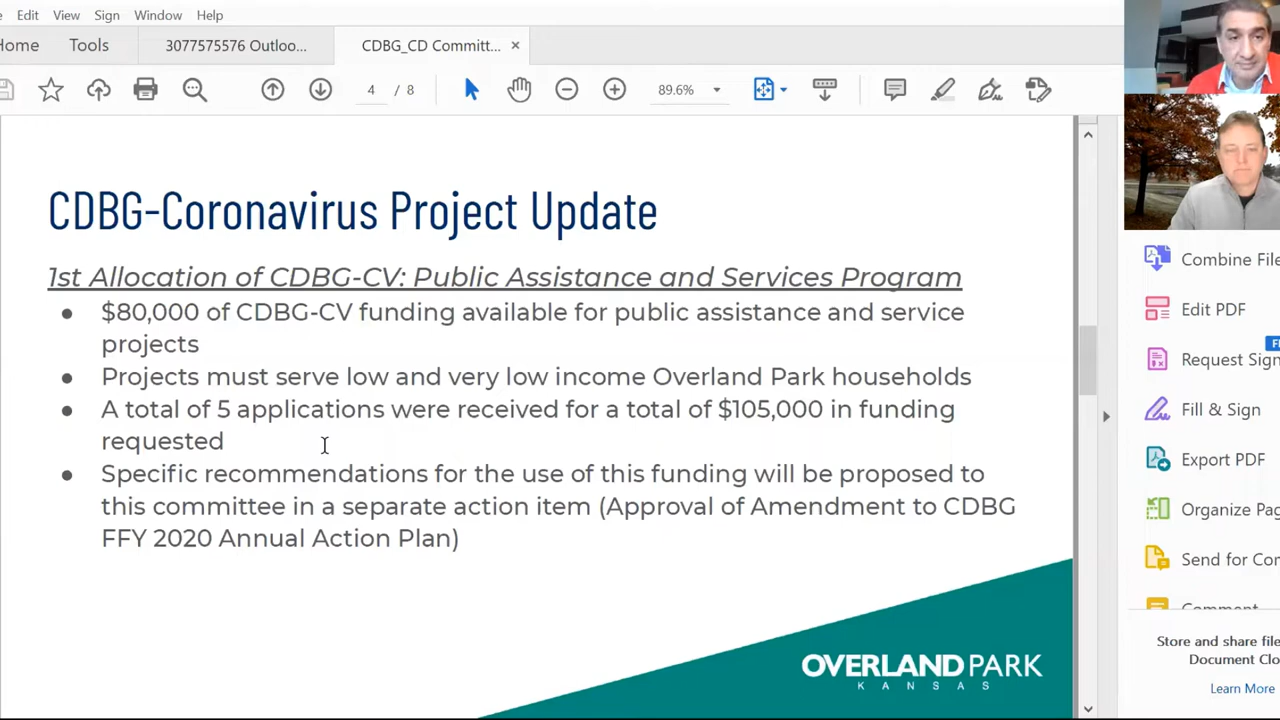 Edit View Sign Window Help
Home Tools 3077575576 Outloo... CDBG_CD Committ... ×
4 / 8 89.6%
CDBG-Coronavirus Project Update
1st Allocation of CDBG-CV: Public Assistance and Services Program
● $80,000 of CDBG-CV funding available for public assistance and service
projects
● Projects must serve low and very low income Overland Park households
● A total of 5 applications were received for a total of $105,000 in funding
requested
● Specific recommendations for the use of this funding will be proposed to
this committee in a separate action item (Approval of Amendment to CDBG
FFY 2020 Annual Action Plan)
OVERLAND PARK
KANSAS
Combine File
Edit PDF
Request Sign
Fill & Sign
Export PDF
Organize Pag
Send for Co
Comment
Store and share file
Document Clo
Learn More